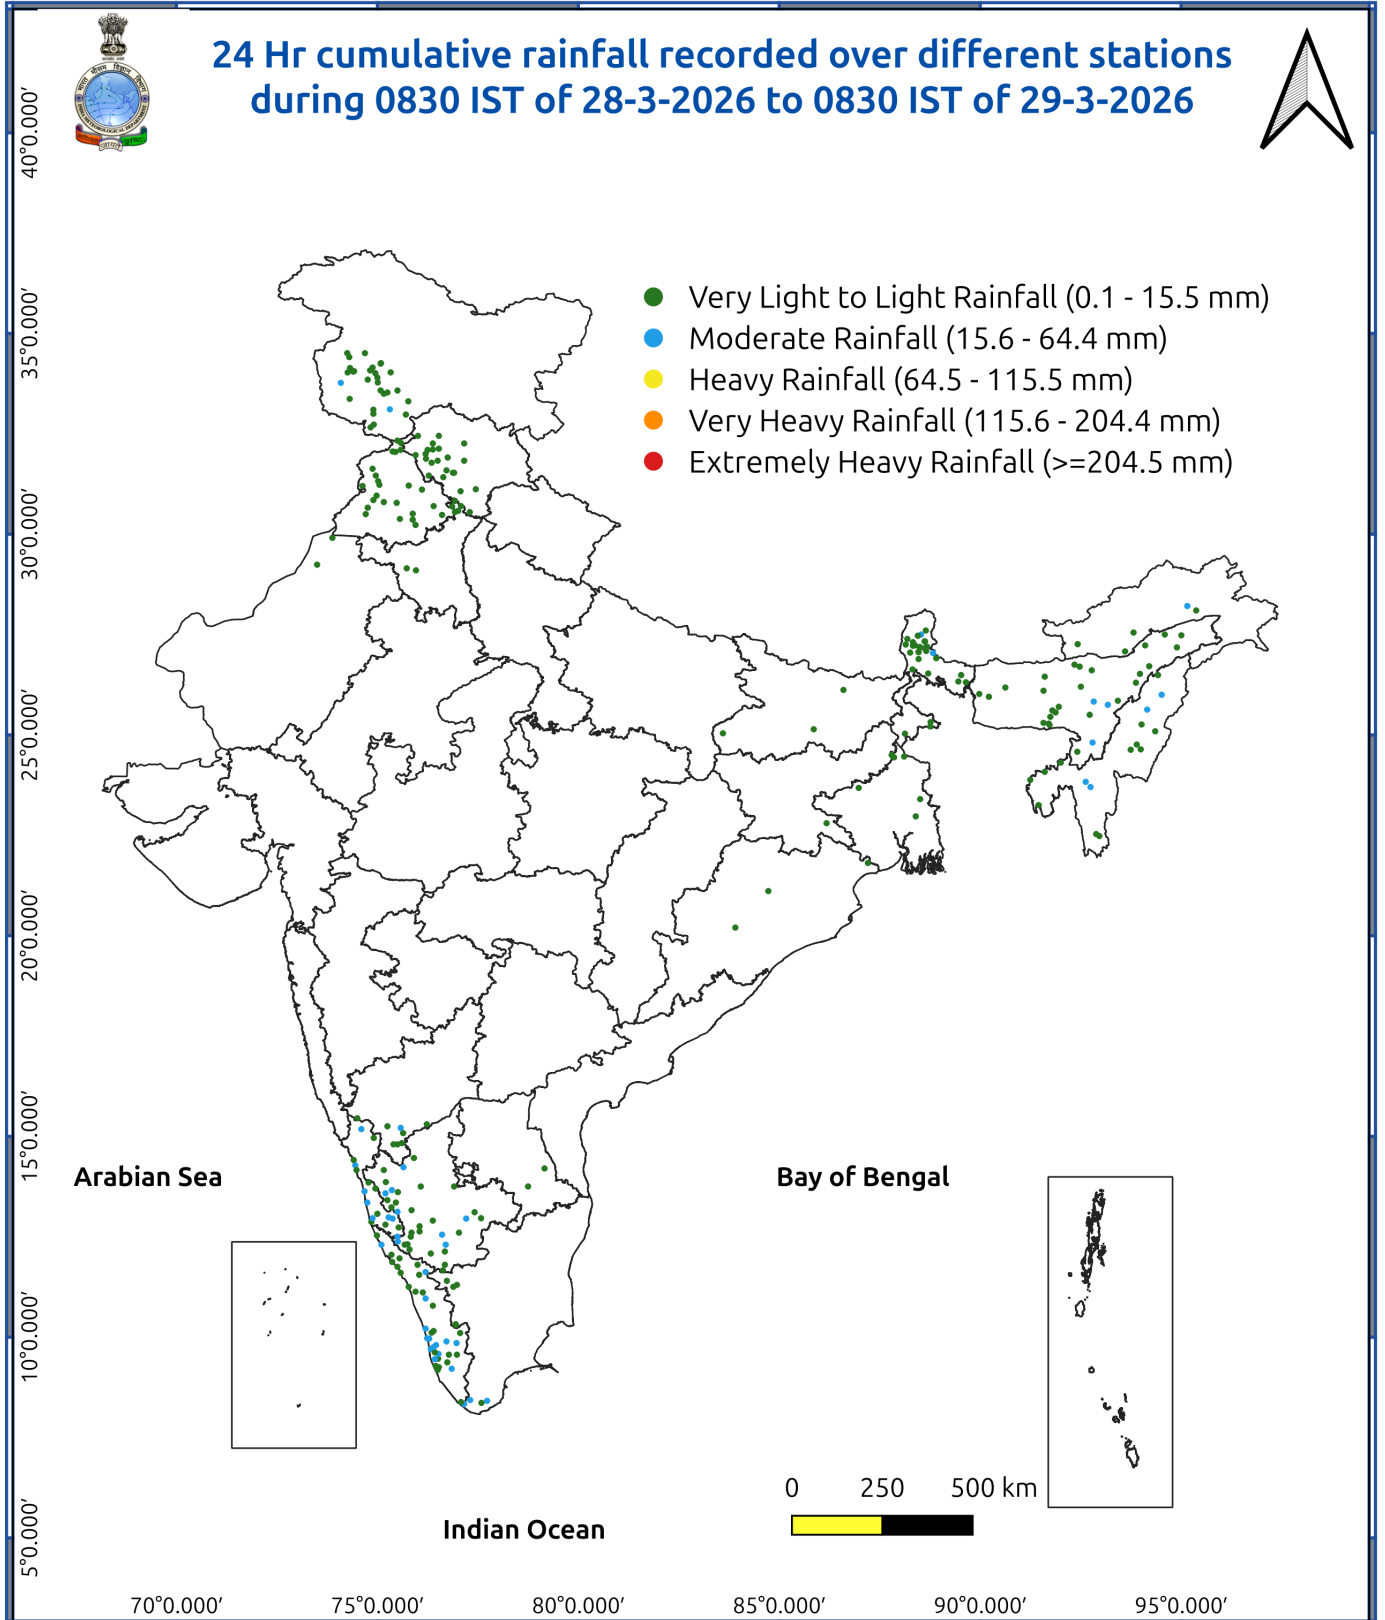 24 Hr cumulative rainfall recorded over different stations
during 0830 IST of 28-3-2026 to 0830 IST of 29-3-2026
Very Light to Light Rainfall (0.1 - 15.5 mm)
Moderate Rainfall (15.6 - 64.4 mm)
Heavy Rainfall (64.5 - 115.5 mm)
Very Heavy Rainfall (115.6 - 204.4 mm)
Extremely Heavy Rainfall (>=204.5 mm)
40°0.000′
35°0.000′
30°0.000′
25°0.000′
20°0.000′
15°0.000′
10°0.000′
5°0.000′
Arabian Sea
Bay of Bengal
Indian Ocean
0 250 500 km
70°0.000′ 75°0.000′ 80°0.000′ 85°0.000′ 90°0.000′ 95°0.000′